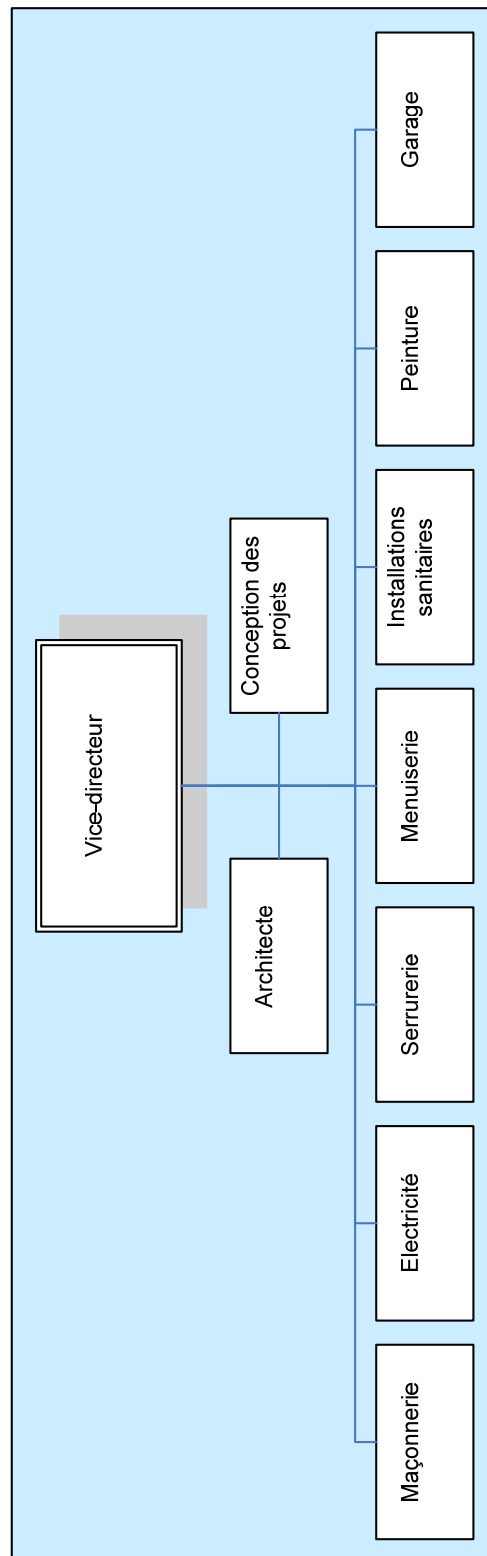 Vice-directeur
Architecte
Conception des
projets
Maçonnerie
Electricité
Serrurerie
Menuiserie
Installations
sanitaires
Peinture
Garage